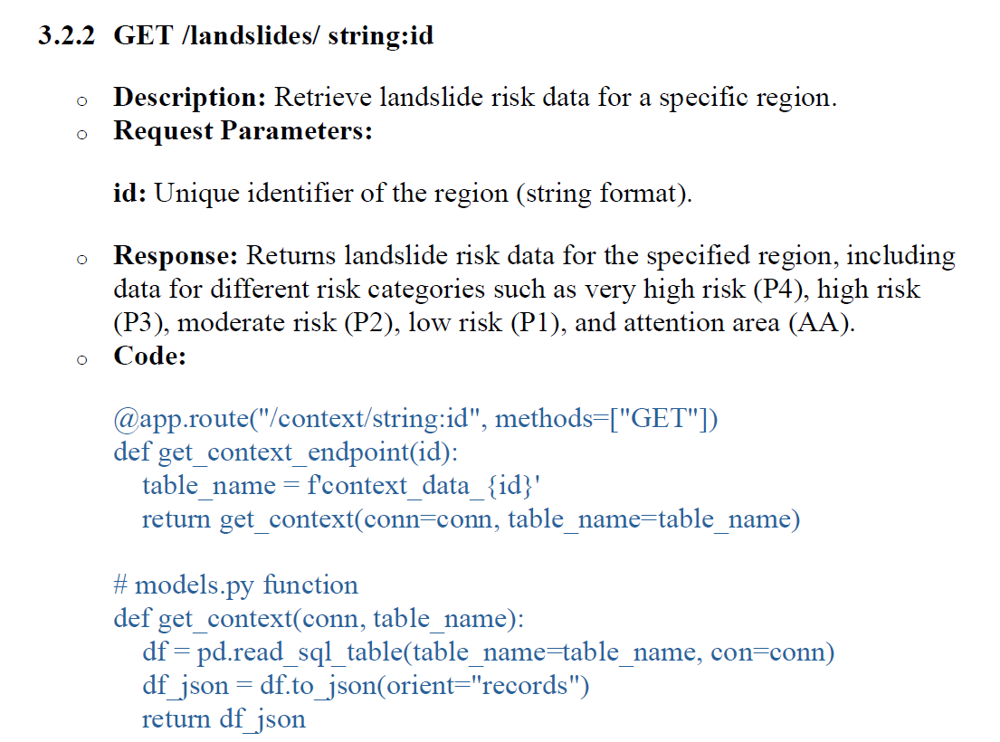 3.2.2 GET /landslides/ string:id
○ Description: Retrieve landslide risk data for a specific region.
○ Request Parameters:
id: Unique identifier of the region (string format).
○ Response: Returns landslide risk data for the specified region, including
data for different risk categories such as very high risk (P4), high risk
(P3), moderate risk (P2), low risk (P1), and attention area (AA).
○ Code:
@app.route("/context/string:id", methods=["GET"])
def get_context_endpoint(id):
    table_name = f'context_data_{id}'
    return get_context(conn=conn, table_name=table_name)
# models.py function
def get_context(conn, table_name):
    df = pd.read_sql_table(table_name=table_name, con=conn)
    df_json = df.to_json(orient="records")
    return df_json